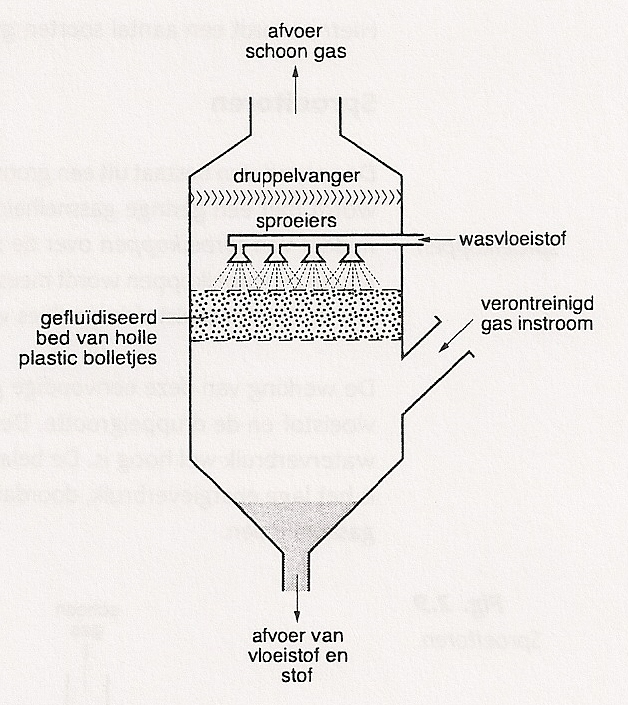 afvoer
schoon gas
druppelvanger
sproeiers
wasvloeistof
verontreinigd
gas instroom
gefluïdiseerd
bed van holle
plastic bolletjes
afvoer van
vloeistof en
stof